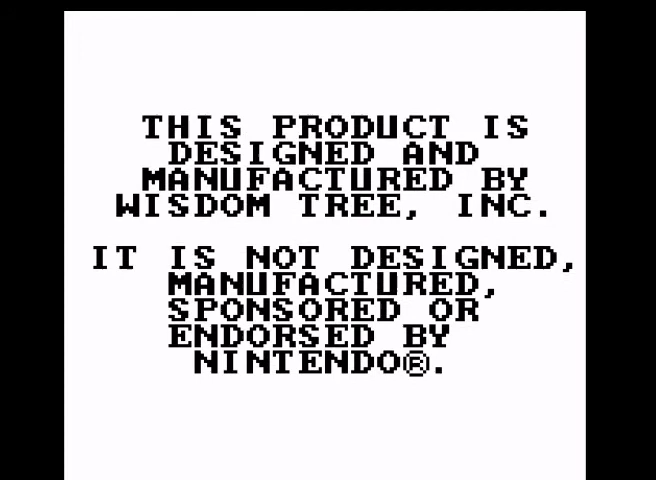 THIS PRODUCT IS
DESIGNED AND
MANUFACTURED BY
WISDOM TREE, INC.
IT IS NOT DESIGNED,
MANUFACTURED,
SPONSORED OR
ENDORSED BY
NINTENDO®.